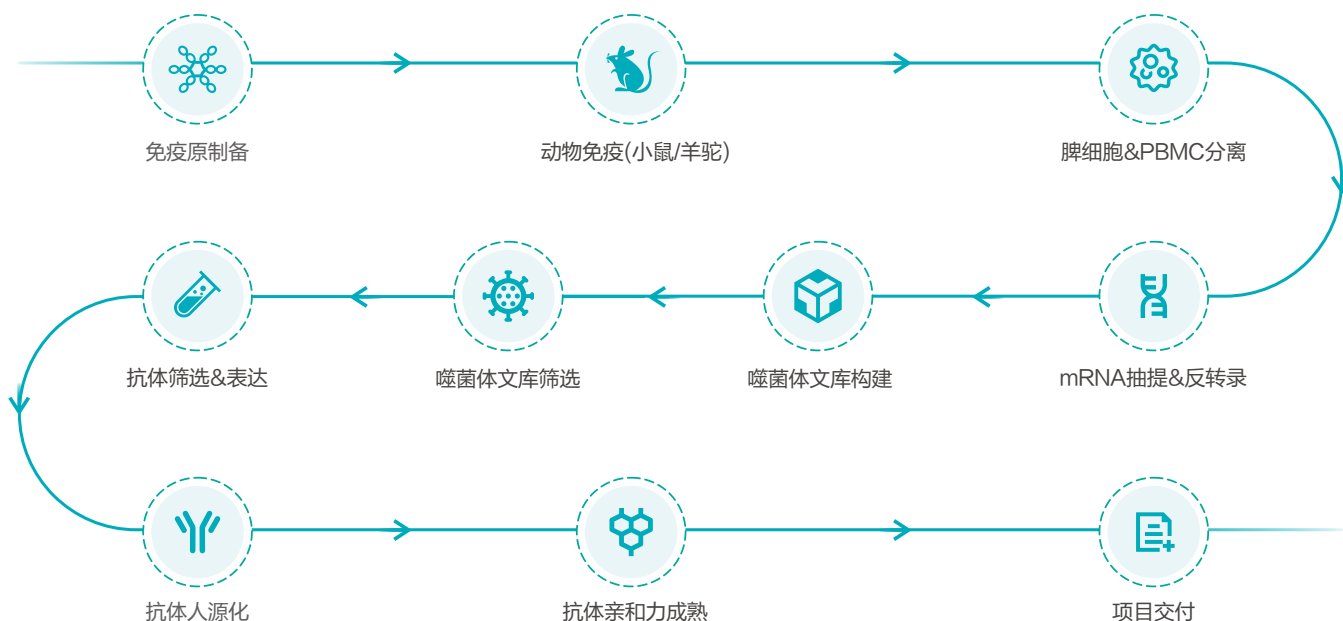 免疫原制备
动物免疫(小鼠/羊驼)
脾细胞&PBMC分离
抗体筛选&表达
噬菌体文库筛选
噬菌体文库构建
mRNA抽提&反转录
抗体人源化
抗体亲和力成熟
项目交付